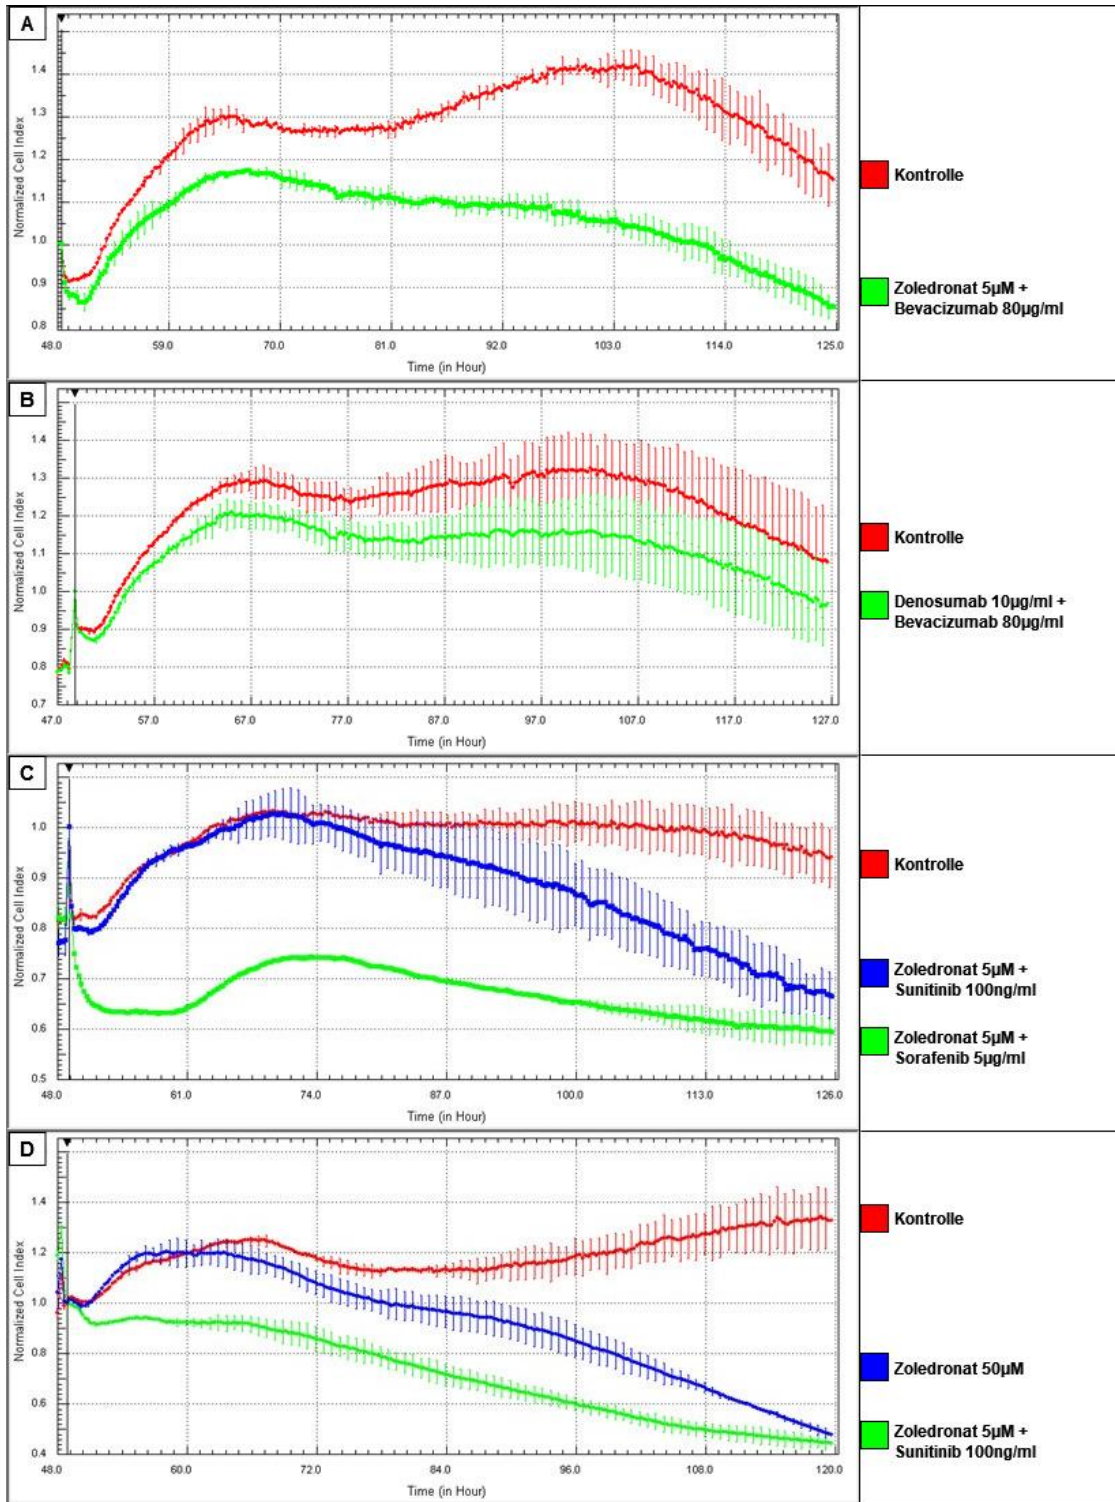 A
Normalized Cell Index
1.4
1.3
1.2
1.1
1.0
0.9
0.8
48.0 59.0 70.0 81.0 92.0 103.0 114.0 125.0
Time (in Hour)
Kontrolle
Zoledronat 5µM +
Bevacizumab 80µg/ml
B
Normalized Cell Index
1.4
1.3
1.2
1.1
1.0
0.9
0.8
0.7
47.0 57.0 67.0 77.0 87.0 97.0 107.0 117.0 127.0
Time (in Hour)
Kontrolle
Denosumab 10µg/ml +
Bevacizumab 80µg/ml
C
Normalized Cell Index
1.0
0.9
0.8
0.7
0.6
0.5
48.0 61.0 74.0 87.0 100.0 113.0 126.0
Time (in Hour)
Kontrolle
Zoledronat 5µM +
Sunitinib 100ng/ml
Zoledronat 5µM +
Sorafenib 5µg/ml
D
Normalized Cell Index
1.4
1.2
1.0
0.8
0.6
0.4
48.0 60.0 72.0 84.0 96.0 108.0 120.0
Time (in Hour)
Kontrolle
Zoledronat 50µM
Zoledronat 5µM +
Sunitinib 100ng/ml